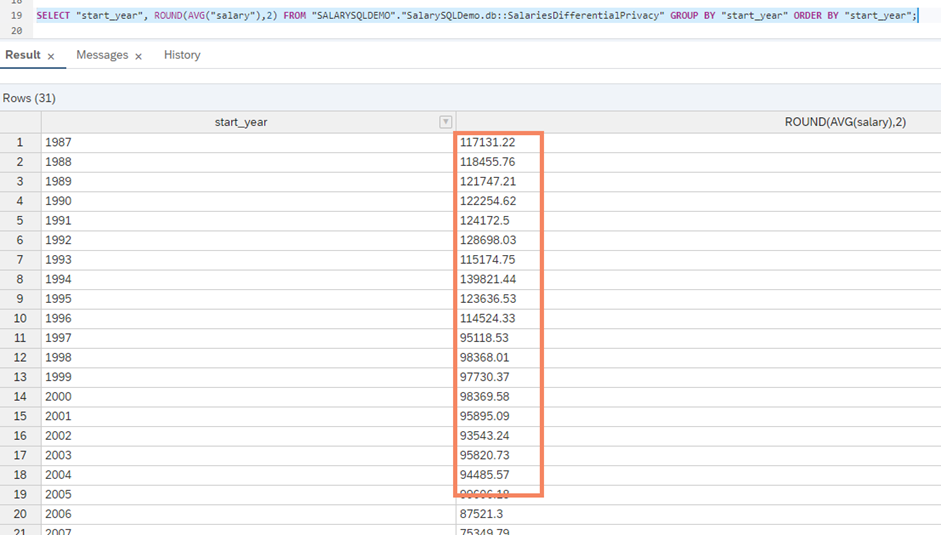 19 SELECT "start_year", ROUND(AVG("salary"),2) FROM "SALARYSQLDEMO"."SalarySQLDemo.db::SalariesDifferentialPrivacy" GROUP BY "start_year" ORDER BY "start_year";
20
Result × Messages × History
Rows (31)
start_year ROUND(AVG(salary),2)
1 1987 117131.22
2 1988 118455.76
3 1989 121747.21
4 1990 122254.62
5 1991 124172.5
6 1992 128698.03
7 1993 115174.75
8 1994 139821.44
9 1995 123636.53
10 1996 114524.33
11 1997 95118.53
12 1998 98368.01
13 1999 97730.37
14 2000 98369.58
15 2001 95895.09
16 2002 93543.24
17 2003 95820.73
18 2004 94485.57
19 2005
20 2006 87521.3
21 2007 75349.79